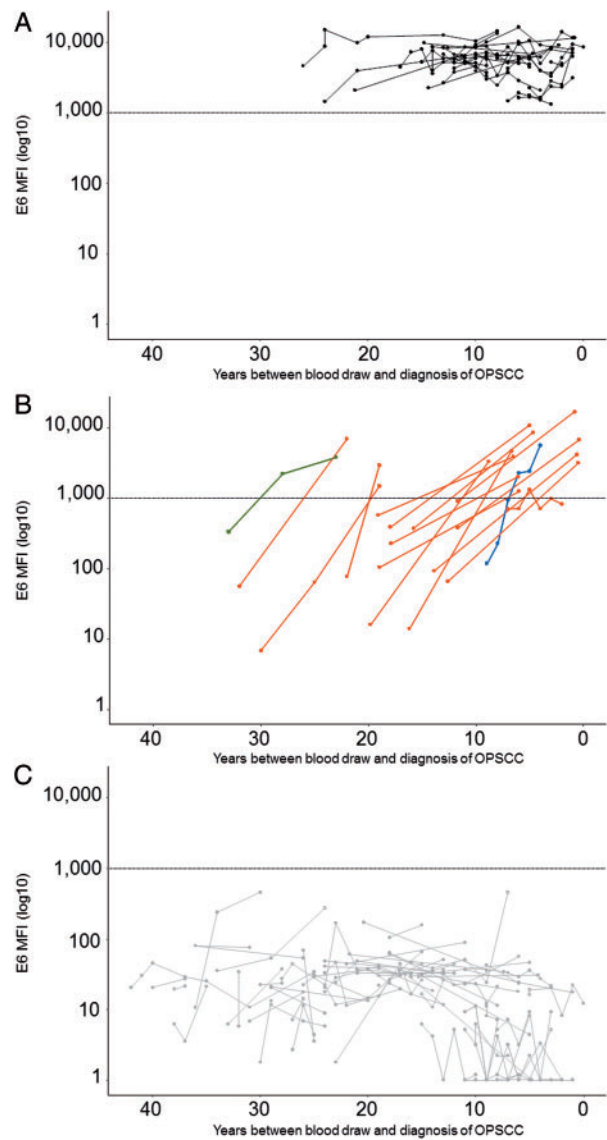 A
10,000
1,000
100
10
1
E6 MFI (log10)
40 30 20 10 0
Years between blood draw and diagnosis of OPSCC
B
10,000
1,000
100
10
1
E6 MFI (log10)
40 30 20 10 0
Years between blood draw and diagnosis of OPSCC
C
10,000
1,000
100
10
1
E6 MFI (log10)
40 30 20 10 0
Years between blood draw and diagnosis of OPSCC